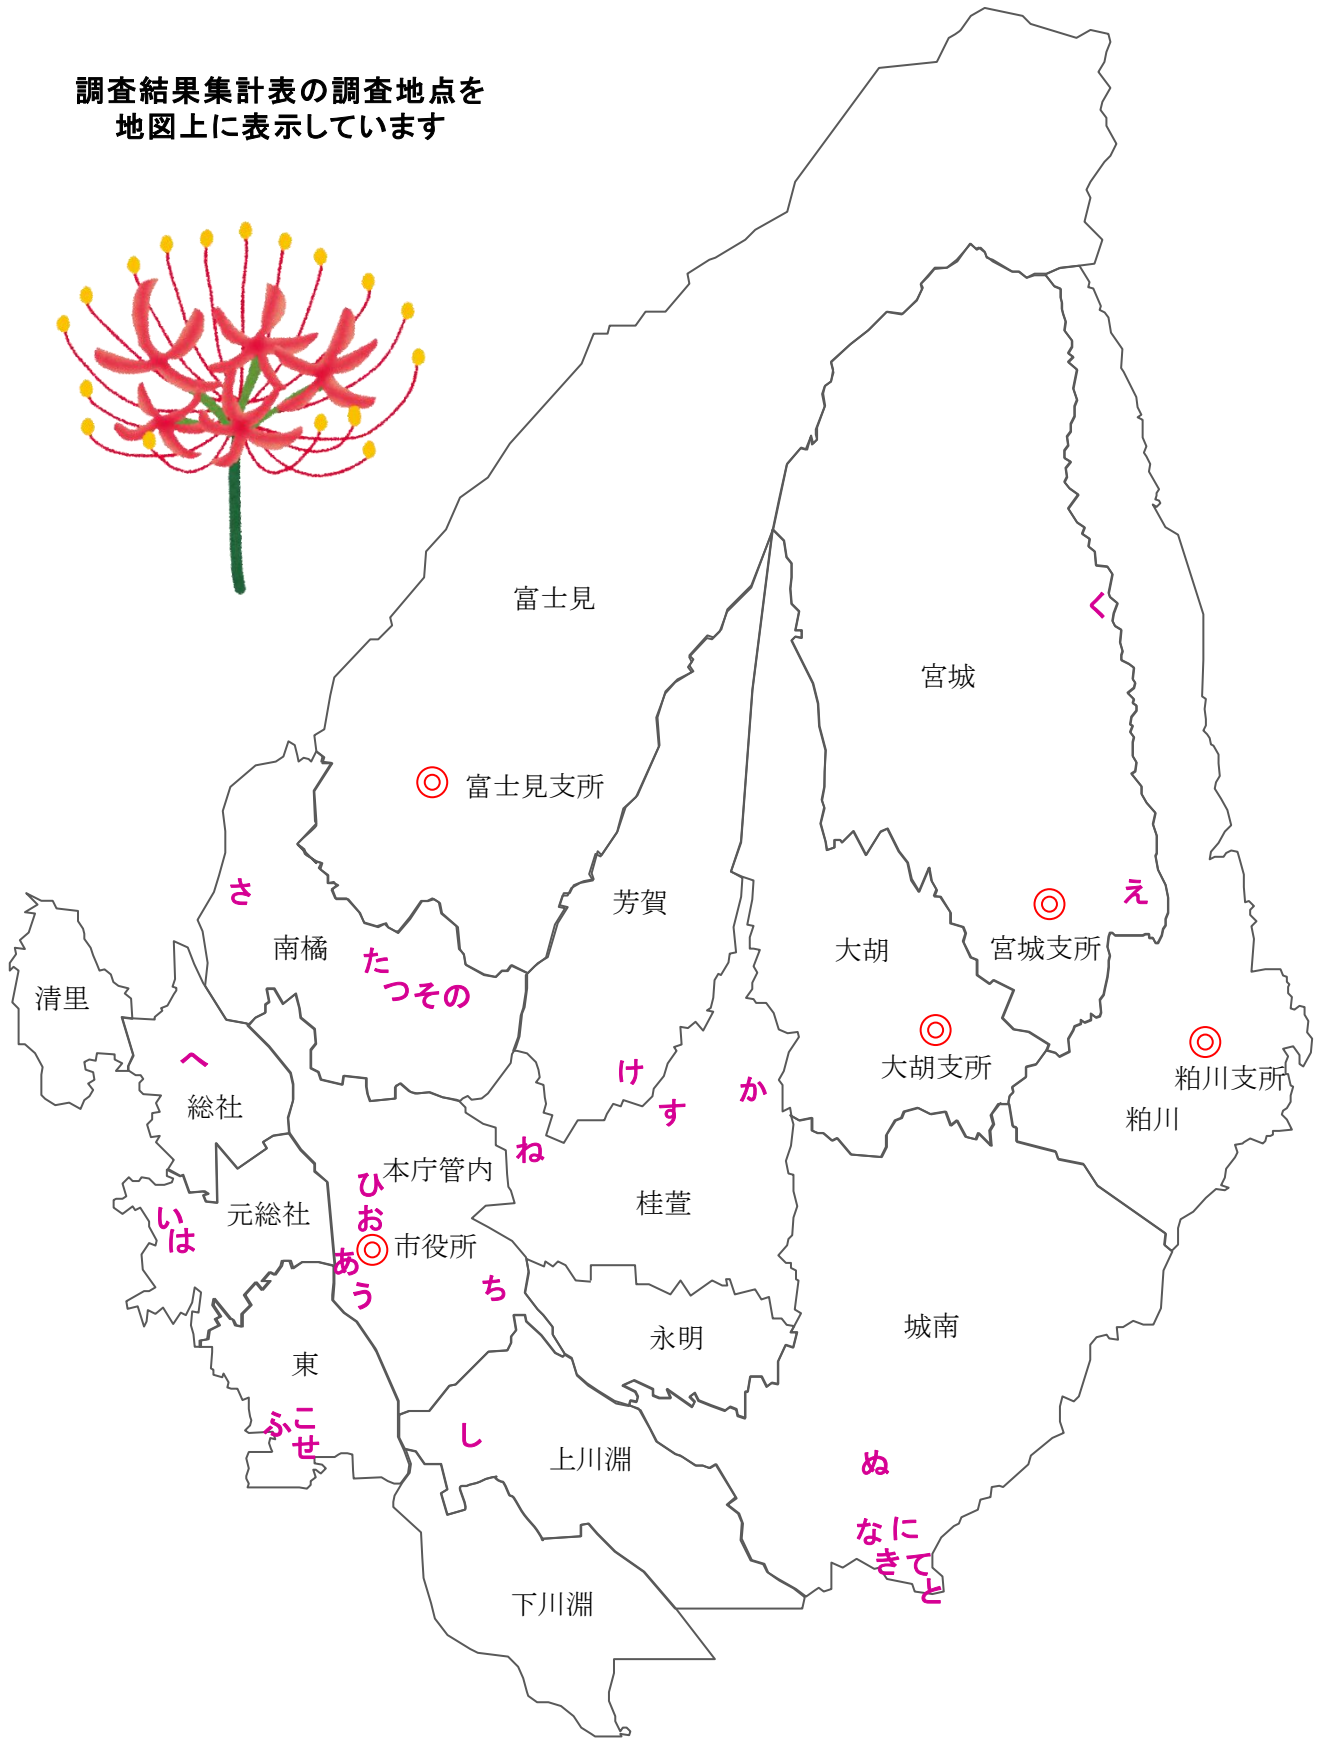 調査結果集計表の調査地点を
地図上に表示しています
富士見
く
宮城
富士見支所
さ
芳賀
え
南橘
た
大胡
宮城支所
清里
つその
へ
け
か
大胡支所
粕川支所
総社
す
粕川
ね
本庁管内
ひ
桂萱
い
元総社
お
は
あ
市役所
う
ち
城南
永明
東
ふこ
せ
し
上川淵
ぬ
なに
きて
と
下川淵